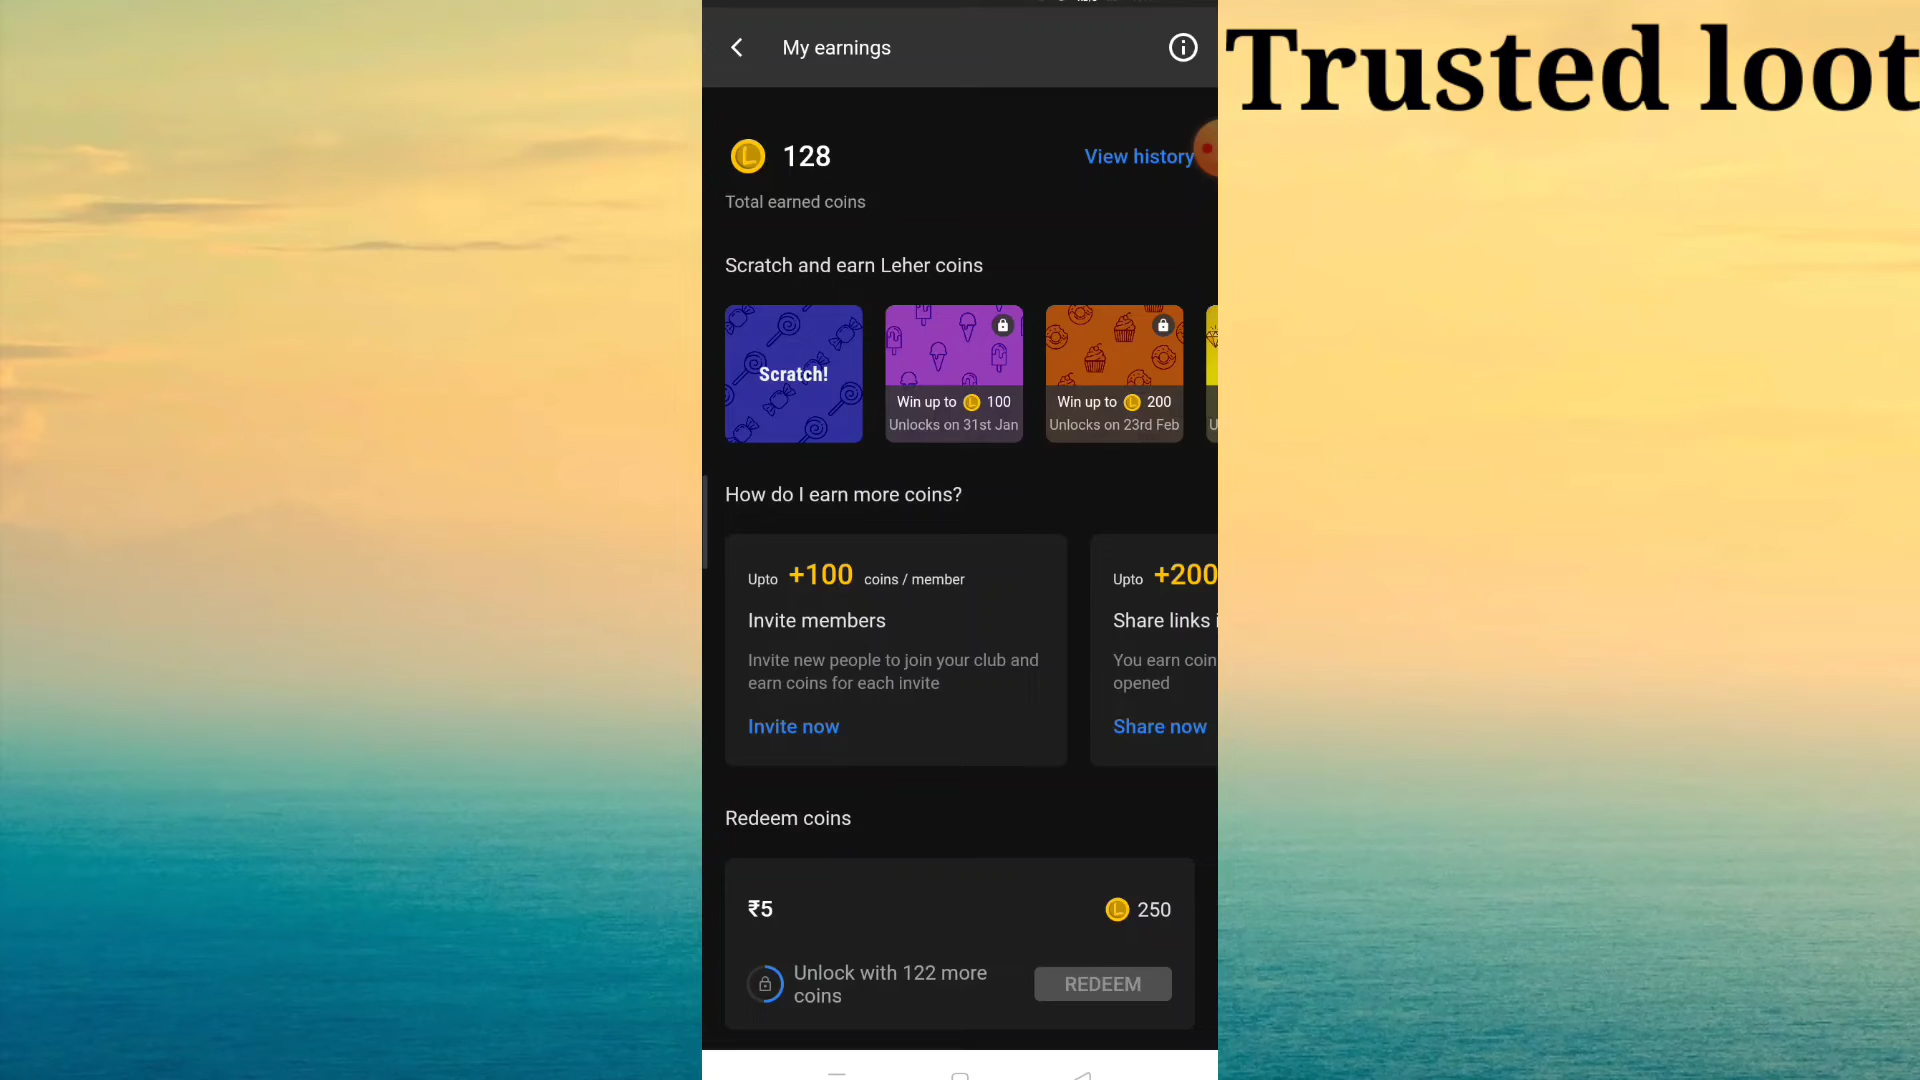 My earnings
Trusted loot
128
View history
Total earned coins
Scratch and earn Leher coins
Scratch!
Win up to 100
Unlocks on 31st Jan
Win up to 200
Unlocks on 23rd Feb
U
How do I earn more coins?
Upto +100 coins / member
Invite members
Invite new people to join your club and
earn coins for each invite
Invite now
Upto +200
Share links
You earn coin
opened
Share now
Redeem coins
₹5
250
Unlock with 122 more
coins
REDEEM